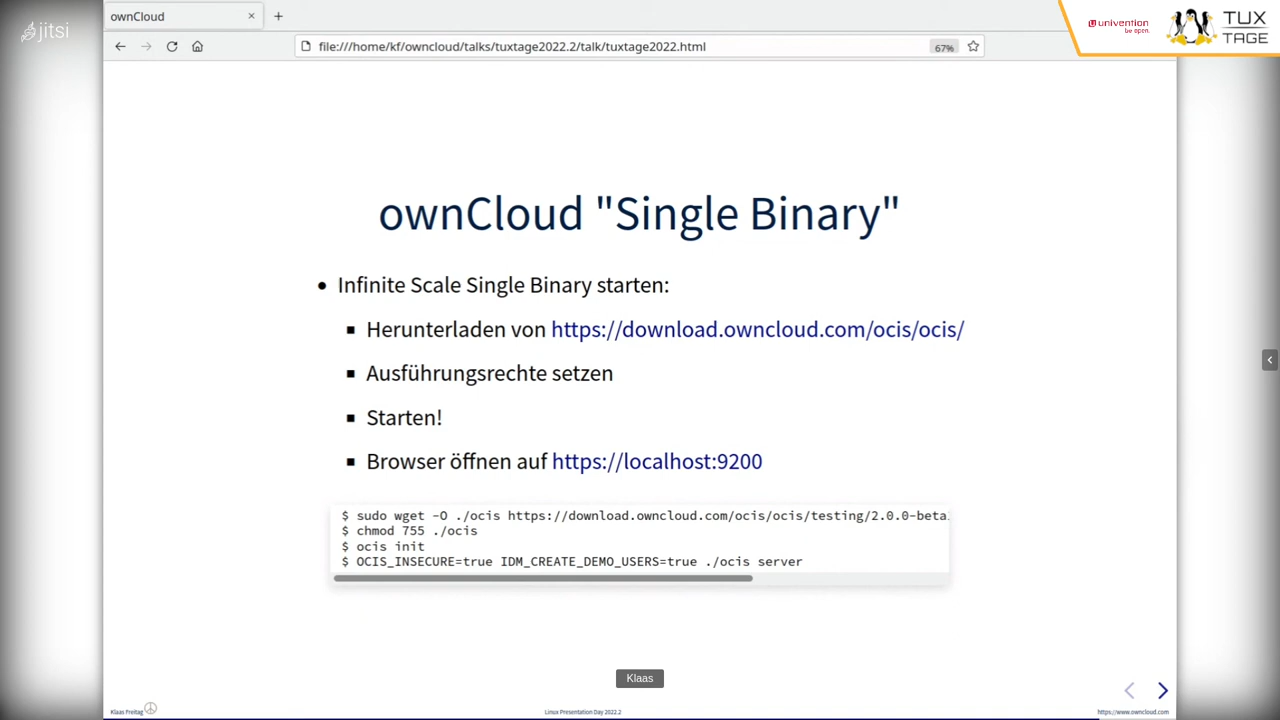 ownCloud
jitsi
file:///home/kf/owncloud/talks/tuxtage2022.2/talk/tuxtage2022.html
67%
univention
be open.
TUX
TAGE
ownCloud "Single Binary"
Infinite Scale Single Binary starten:
Herunterladen von https://download.owncloud.com/ocis/ocis/
Ausführungsrechte setzen
Starten!
Browser öffnen auf https://localhost:9200
$ sudo wget -O ./ocis https://download.owncloud.com/ocis/ocis/testing/2.0.0-beta.
$ chmod 755 ./ocis
$ ocis init
$ OCIS_INSECURE=true IDM_CREATE_DEMO_USERS=true ./ocis server
Klaas
Klaas Freitag
Linux Presentation Day 2022.2
https://www.owncloud.com